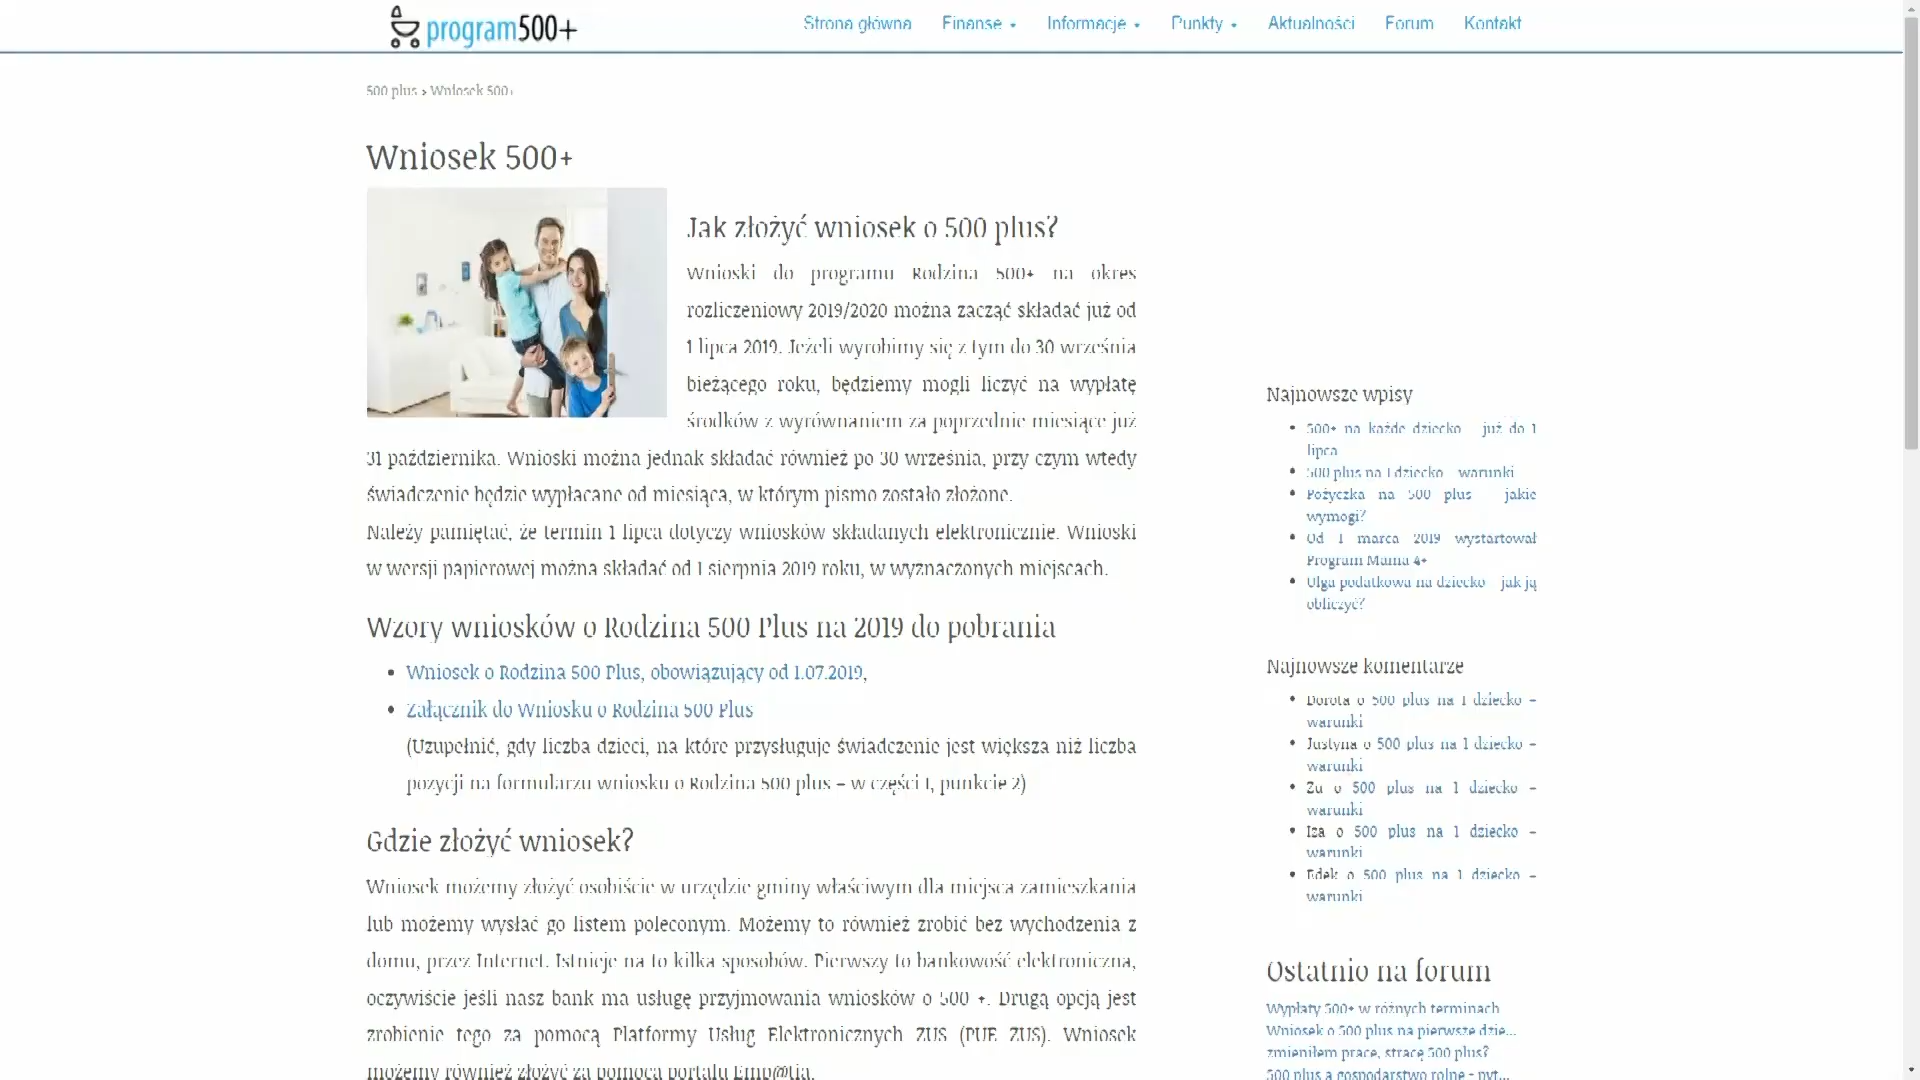 program500+
Strona główna Finanse Informacje Punkty Aktualności Forum Kontakt
500 plus > Wniosek 500+
Wniosek 500+
Jak złożyć wniosek o 500 plus?
Wnioski do programu Rodzina 500+ na okres
rozliczeniowy 2019/2020 można zacząć składać już od
1 lipca 2019. Jeżeli wyrobimy się z tym do 30 września
bieżącego roku, będziemy mogli liczyć na wypłatę
środków z wyrównaniem za poprzednie miesiące już
31 października. Wnioski można jednak składać również po 30 września, przy czym wtedy
świadczenie będzie wypłacane od miesiąca, w którym pismo zostało złożone.
Należy pamiętać, że termin 1 lipca dotyczy wniosków składanych elektronicznie. Wnioski
w wersji papierowej można składać od 1 sierpnia 2019 roku, w wyznaczonych miejscach.
Wzory wniosków o Rodzina 500 Plus na 2019 do pobrania
• Wniosek o Rodzina 500 Plus, obowiązujący od 1.07.2019,
• Załącznik do Wniosku o Rodzina 500 Plus
(Uzupełnić, gdy liczba dzieci, na które przysługuje świadczenie jest większa niż liczba
pozycji na formularzu wniosku o Rodzina 500 plus – w części I, punkcie 2)
Gdzie złożyć wniosek?
Wniosek możemy złożyć osobiście w urzędzie gminy właściwym dla miejsca zamieszkania
lub możemy wysłać go listem poleconym. Możemy to również zrobić bez wychodzenia z
domu, przez Internet. Istnieje na to kilka sposobów. Pierwszy to bankowość elektroniczna,
oczywiście jeśli nasz bank ma usługę przyjmowania wniosków o 500 +. Drugą opcją jest
zrobienie tego za pomocą Platformy Usług Elektronicznych ZUS (PUE ZUS). Wniosek
możemy również złożyć za pomocą portalu Emp@tia.
Najnowsze wpisy
• 500+ na każde dziecko – już do 1
lipca
• 500 plus na 1 dziecko – warunki
• Pożyczka na 500 plus – jakie
wymogi?
• Od 1 marca 2019 wystartował
Program Mama 4+
• Ulga podatkowa na dziecko – jak ją
obliczyć?
Najnowsze komentarze
• Dorota o 500 plus na 1 dziecko –
warunki
• Justyna o 500 plus na 1 dziecko –
warunki
• Zu o 500 plus na 1 dziecko –
warunki
• Iza o 500 plus na 1 dziecko –
warunki
• Edek o 500 plus na 1 dziecko –
warunki
Ostatnio na forum
Wypłaty 500+ w różnych terminach
Wniosek o 500 plus na pierwsze dzie...
zmieniłem prace, stracę 500 plus?
500 plus a gospodarstwo rolne - pyt...